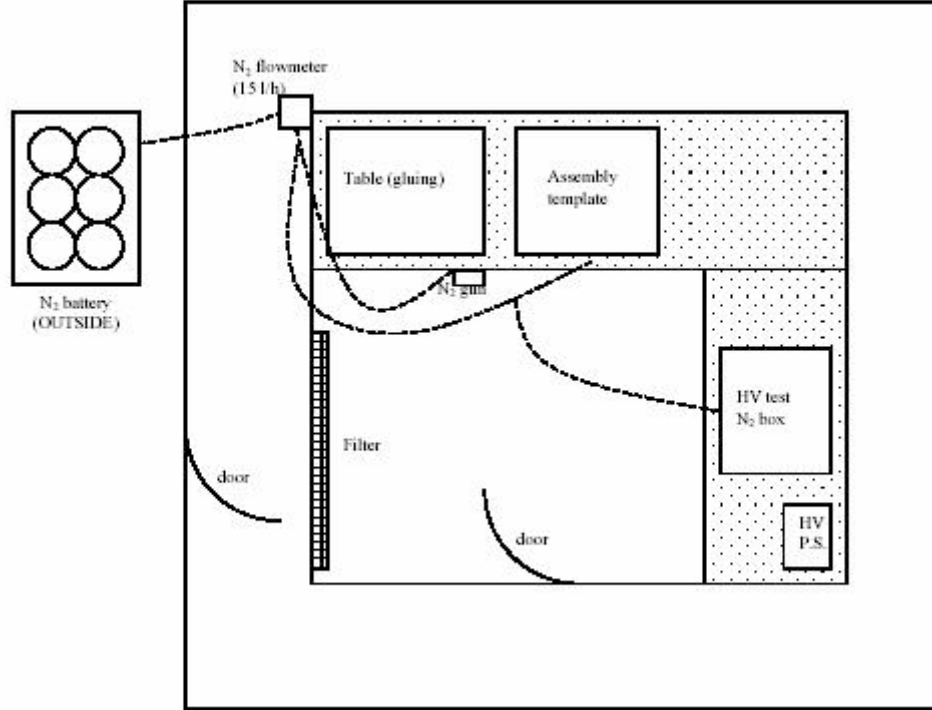 N₂ flowmeter
(15 l/h)
Table (gluing)
Assembly
template
N₂ gun
N₂ battery
(OUTSIDE)
HV test
N₂ box
Filter
door
door
HV
P.S.